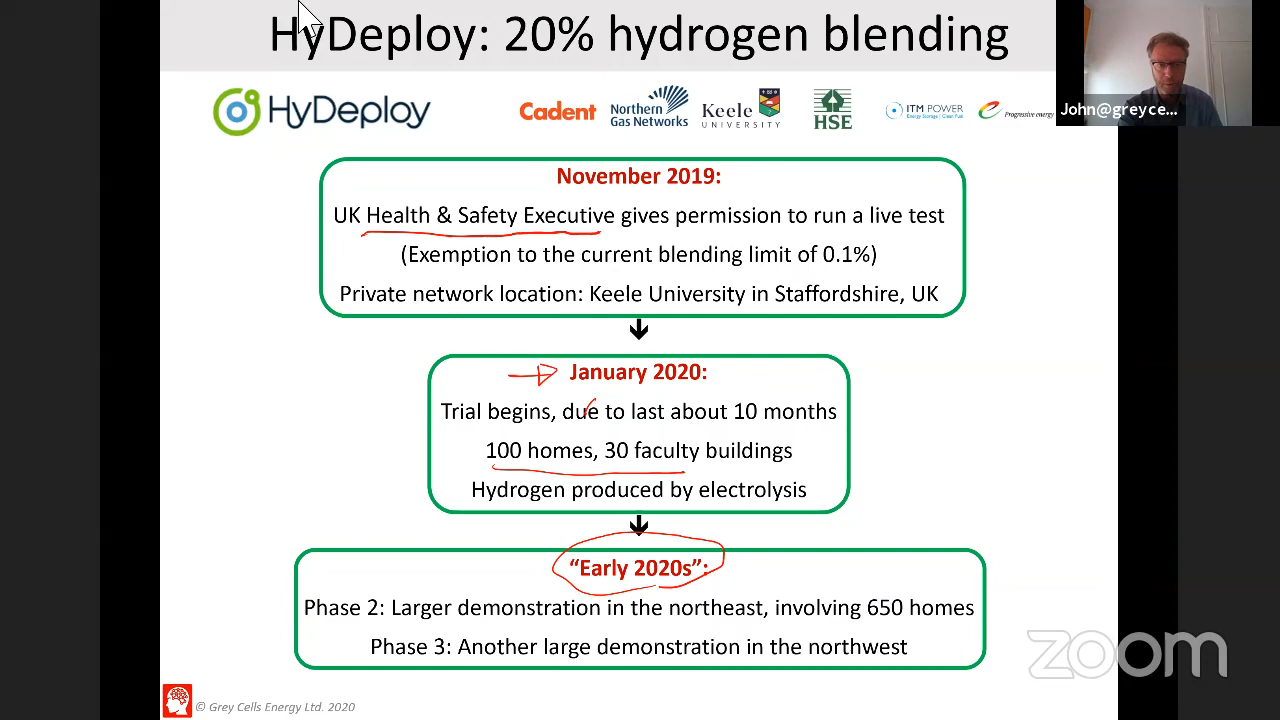 HyDeploy: 20% hydrogen blending
HyDeploy
Cadent
Northern
Gas Networks
Keele
UNIVERSITY
HSE
ITM POWER
Energy Storage | Clean Fuel
Progressive energy
John@greyce...
November 2019:
UK Health & Safety Executive gives permission to run a live test
(Exemption to the current blending limit of 0.1%)
Private network location: Keele University in Staffordshire, UK
January 2020:
Trial begins, due to last about 10 months
100 homes, 30 faculty buildings
Hydrogen produced by electrolysis
“Early 2020s”:
Phase 2: Larger demonstration in the northeast, involving 650 homes
Phase 3: Another large demonstration in the northwest
zoom
© Grey Cells Energy Ltd. 2020